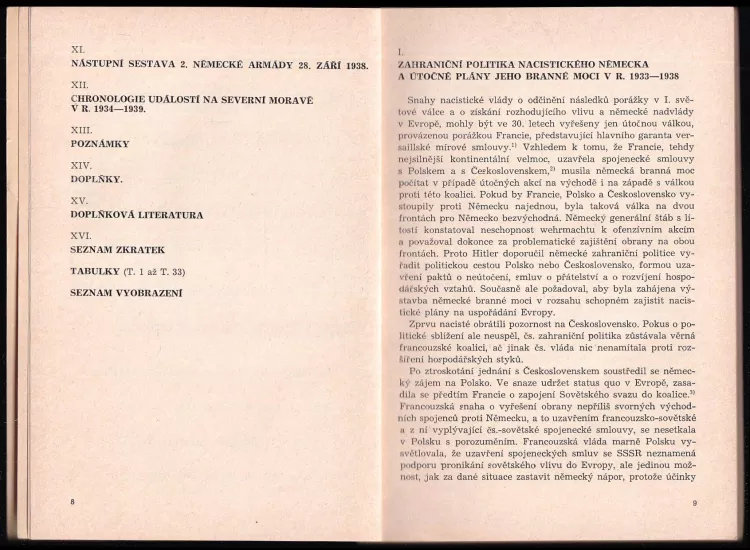 XI.
NÁSTUPNÍ SESTAVA 2. NĚMECKÉ ARMÁDY 28. ZÁŘÍ 1938.
XII.
CHRONOLOGIE UDÁLOSTÍ NA SEVERNÍ MORAVĚ
V R. 1934—1939.
XIII.
POZNÁMKY
XIV.
DOPLŇKY.
XV.
DOPLŇKOVÁ LITERATURA
XVI.
SEZNAM ZKRATEK
TABULKY (T. 1 až T. 33)
SEZNAM VYOBRAZENÍ
8
I.
ZAHRANIČNÍ POLITIKA NACISTICKÉHO NĚMECKA
A ÚTOČNÉ PLÁNY JEHO BRANNÉ MOCI V R. 1933—1938
Snahy nacistické vlády o odčinění následků porážky v I. svě-
tové válce a o získání rozhodujícího vlivu a německé nadvlády
v Evropě, mohly být ve 30. letech vyřešeny jen útočnou válkou,
provázenou porážkou Francie, představující hlavního garanta ver-
saillské mírové smlouvy.¹) Vzhledem k tomu, že Francie, tehdy
nejsilnější kontinentální velmoc, uzavřela spojenecké smlouvy
s Polskem a s Československem,²) musila německá branná moc
počítat v případě útočných akcí na východě i na západě s válkou
proti této koalici. Pokud by Francie, Polsko a Československo vy-
stoupily proti Německu najednou, byla taková válka na dvou
frontách pro Německo bezvýchodná. Německý generální štáb s lí-
tostí konstatoval neschopnost wehrmachtu k ofenzívním akcím
a považoval dokonce za problematické zajištění obrany na obou
frontách. Proto Hitler doporučil německé zahraniční politice vy-
řadit politickou cestou Polsko nebo Československo, formou uza-
vření paktů o neútočení, smluv o přátelství a o rozvíjení hospo-
dářských vztahů. Současně ale požadoval, aby byla zahájena vý-
stavba německé branné moci v rozsahu schopném zajistit nacis-
tické plány na uspořádání Evropy.
Zprvu nacisté obrátili pozornost na Československo. Pokus o po-
litické sblížení ale neuspěl, čs. zahraniční politika zůstávala věrná
francouzské koalici, ač jinak čs. vláda nic nenamítala proti roz-
šíření hospodářských styků.
Po ztroskotání jednání s Československem soustředil se němec-
ký zájem na Polsko. Ve snaze udržet status quo v Evropě, zasa-
dila se předtím Francie o zapojení Sovětského svazu do koalice.³)
Francouzská snaha o vyřešení obrany nepříliš svorných východ-
ních spojenců proti Německu, a to uzavřením francouzsko-sovětské
a z ní vyplývající čs.-sovětské spojenecké smlouvy, se nesetkala
v Polsku s porozuměním. Francouzská vláda marně Polsku vy-
světlovala, že uzavření spojeneckých smluv se SSSR neznamená
podporu pronikání sovětského vlivu do Evropy, ale jedinou mož-
nost, jak za dané situace zastavit německý nápor, protože účinky
9